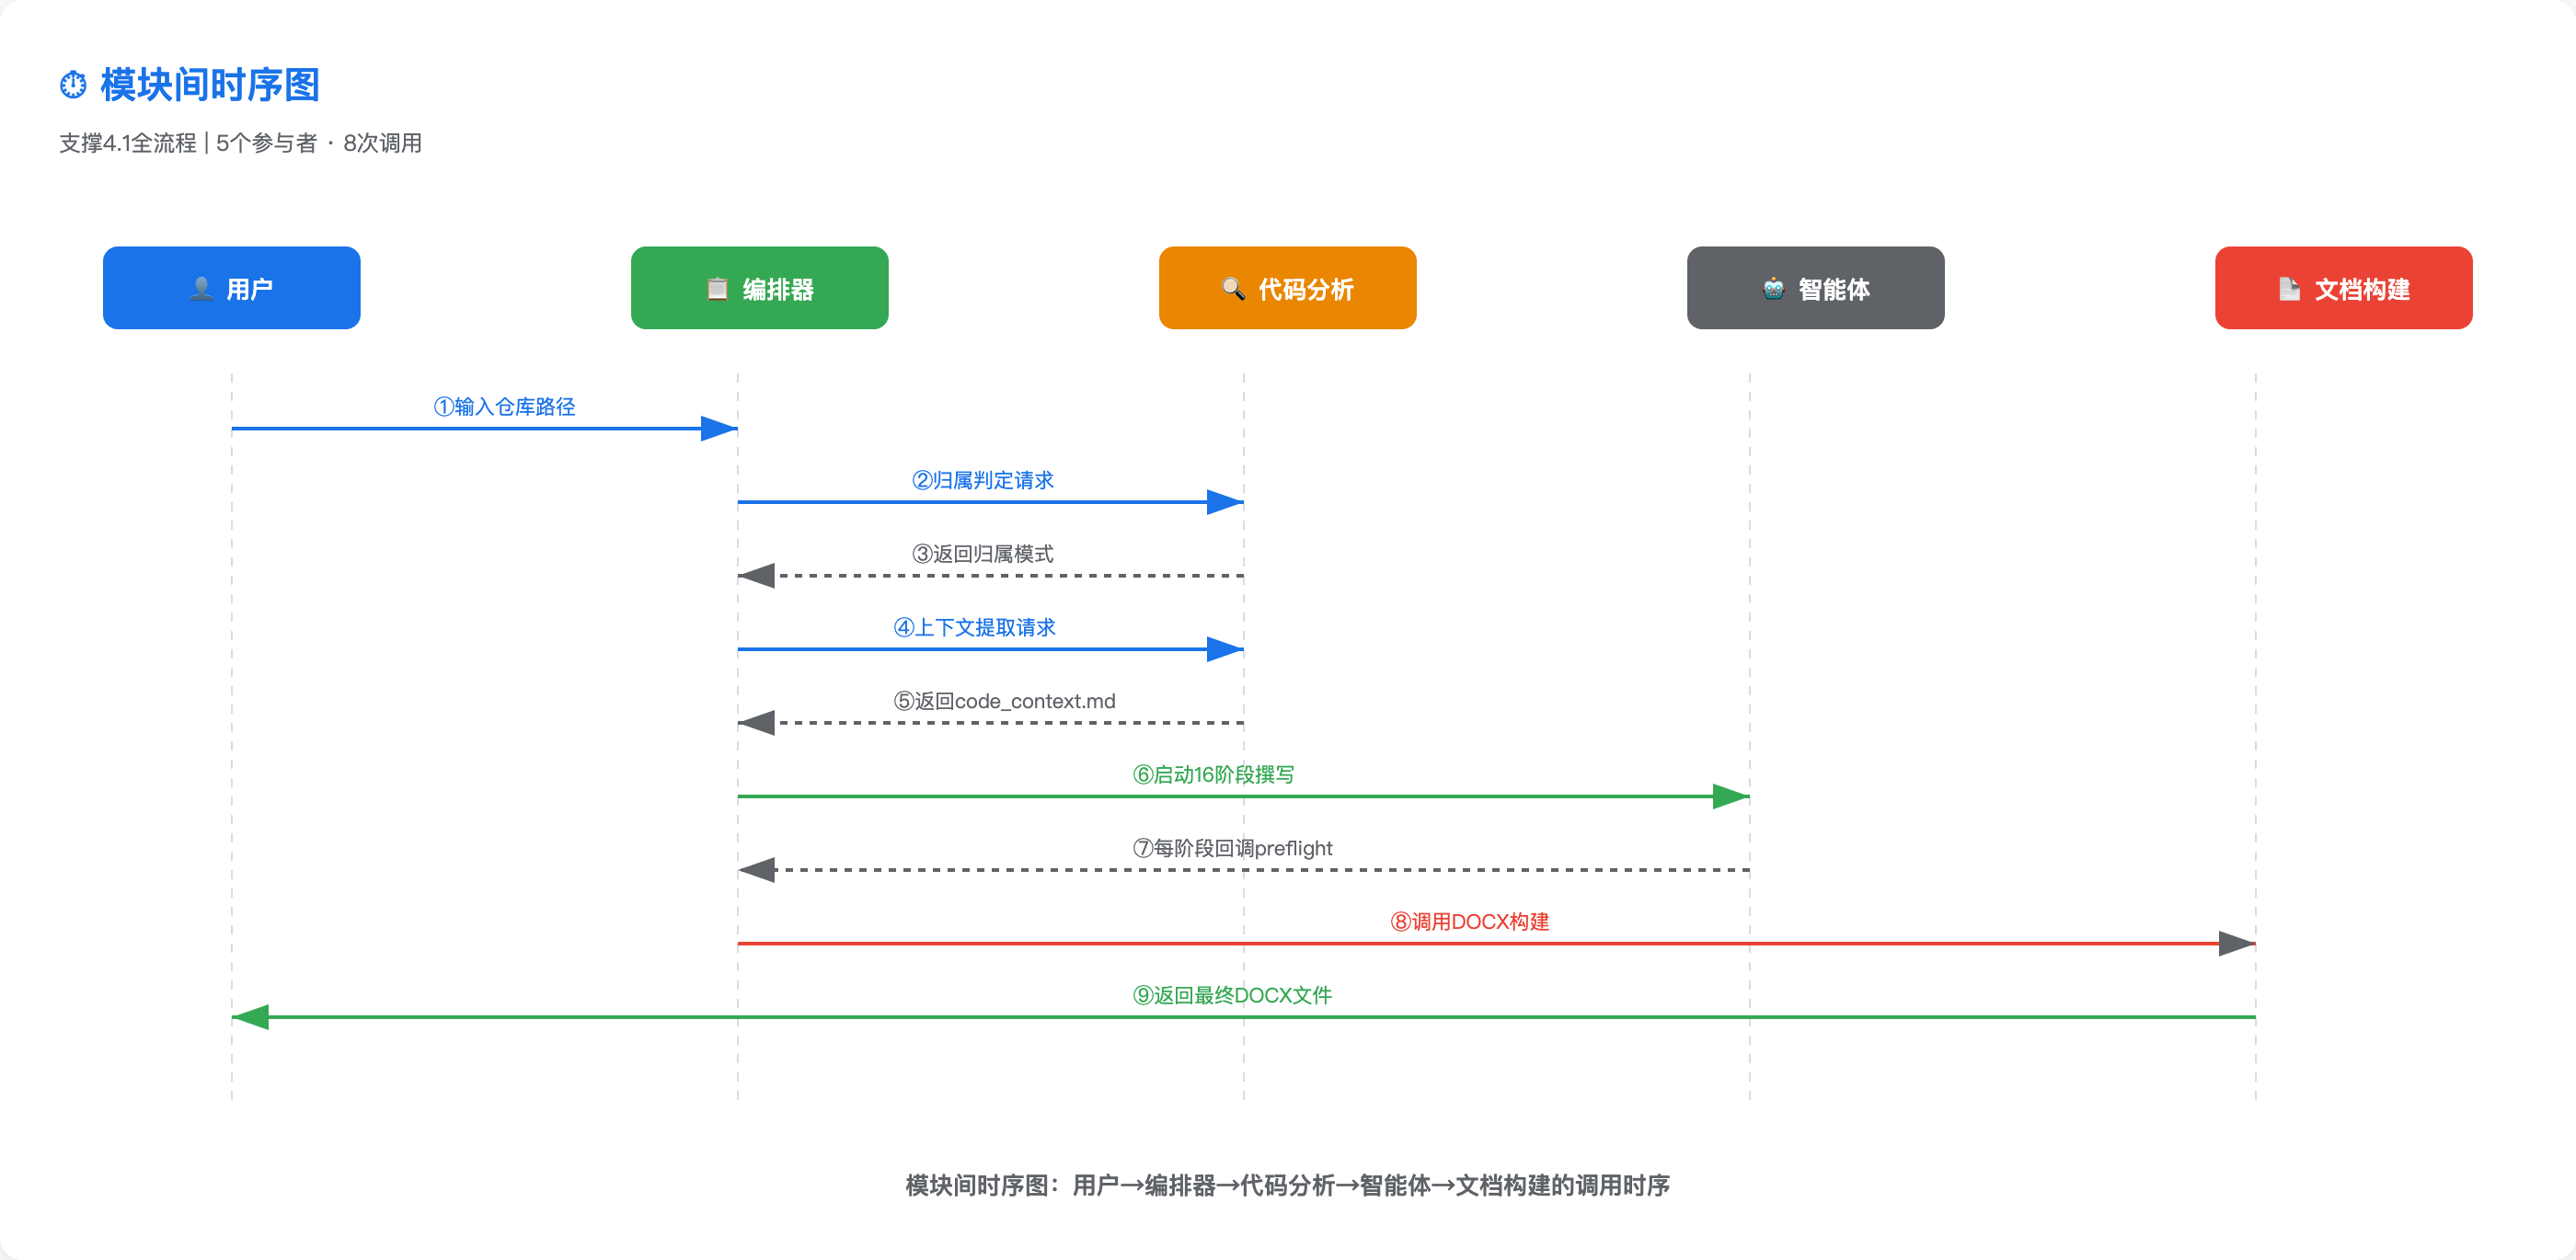 ⏱ 模块间时序图
支撑4.1全流程 | 5个参与者 · 8次调用
👤 用户
📋 编排器
🔍 代码分析
🤖 智能体
📄 文档构建
①输入仓库路径
②归属判定请求
③返回归属模式
④上下文提取请求
⑤返回code_context.md
⑥启动16阶段撰写
⑦每阶段回调preflight
⑧调用DOCX构建
⑨返回最终DOCX文件
模块间时序图：用户→编排器→代码分析→智能体→文档构建的调用时序